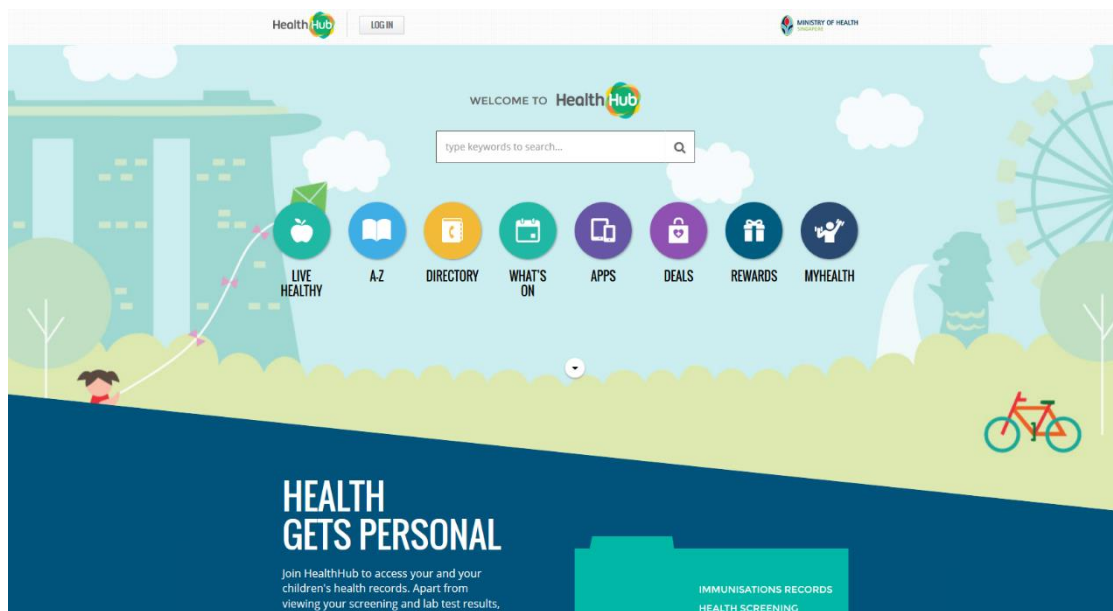 HealthHub
LOG IN
MINISTRY OF HEALTH
SINGAPORE
WELCOME TO HealthHub
type keywords to search...
LIVE
HEALTHY
A-Z
DIRECTORY
WHAT'S
ON
APPS
DEALS
REWARDS
MYHEALTH
HEALTH
GETS PERSONAL
Join HealthHub to access your and your
children's health records. Apart from
viewing your screening and lab test results,
IMMUNISATIONS RECORDS
HEALTH SCREENING